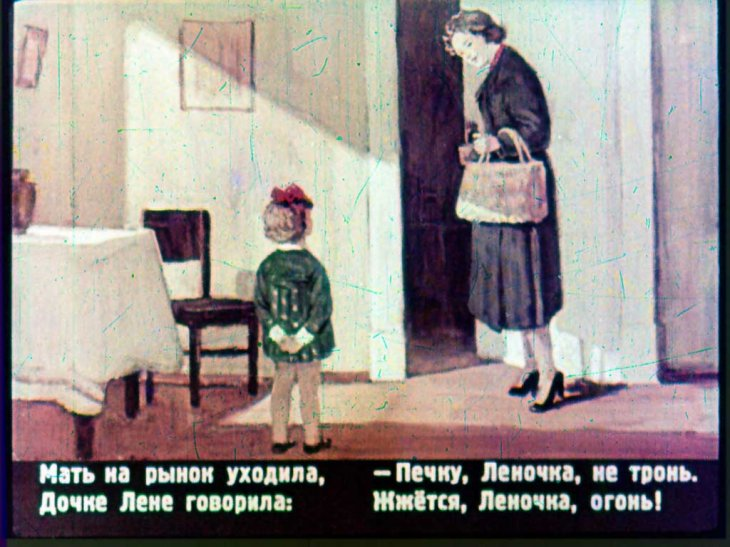 Мать на рынок уходила,
Дочке Лене говорила:
— Печку, Леночка, не тронь.
Жжётся, Леночка, огонь!